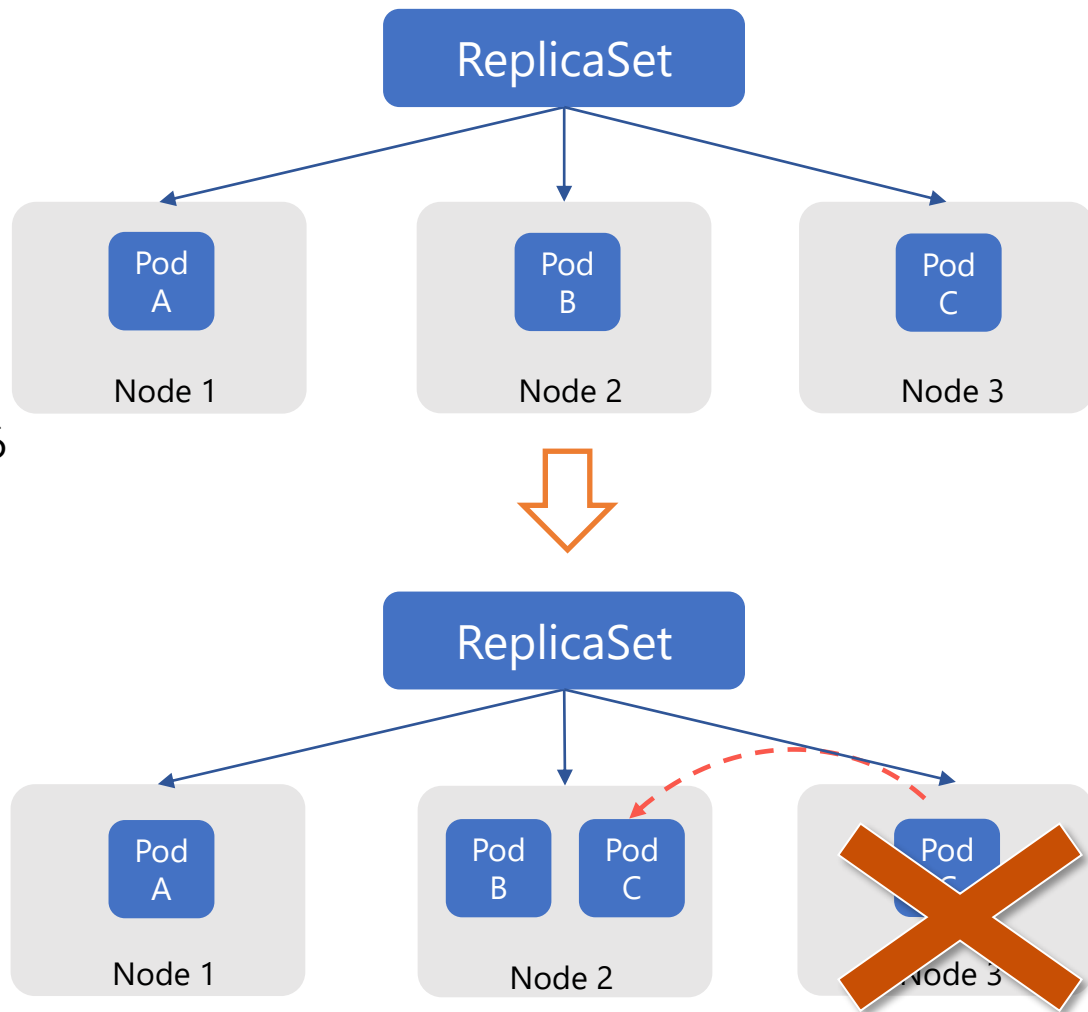 ReplicaSet
Pod
A
Node 1
Pod
B
Node 2
Pod
C
Node 3
ReplicaSet
Pod
A
Node 1
Pod
B
Pod
C
Node 2
Pod
Node 3